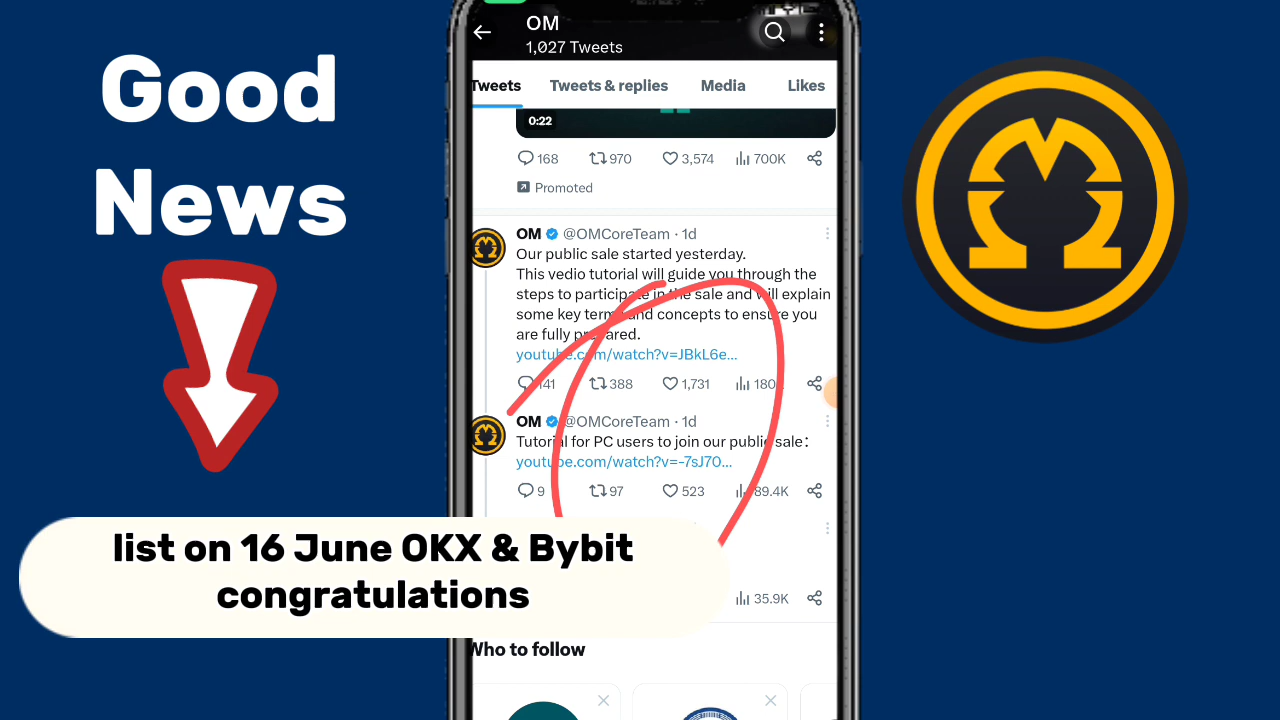 Good
News
list on 16 June OKX & Bybit
congratulations
OM
1,027 Tweets
Tweets
Tweets & replies
Media
Likes
0:22
168
970
3,574
700K
Promoted
OM @OMCoreTeam · 1d
Our public sale started yesterday.
This vedio tutorial will guide you through the
steps to participate in the sale and will explain
some key terms and concepts to ensure you
are fully prepared.
youtube.com/watch?v=JBkL6e...
141
388
1,731
180
OM @OMCoreTeam · 1d
Tutorial for PC users to join our public sale：
youtube.com/watch?v=-7sJ70...
9
97
523
89.4K
35.9K
Who to follow